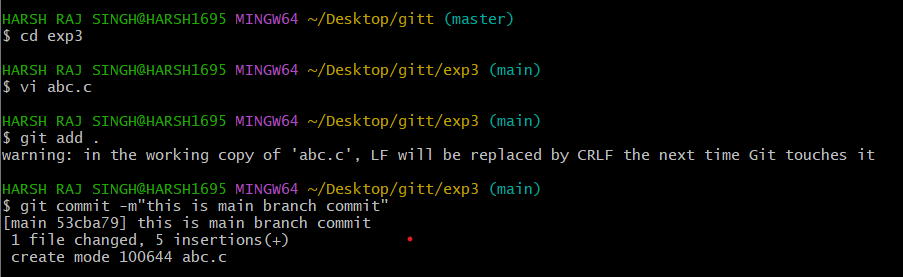 HARSH RAJ SINGH@HARSH1695 MINGW64 ~/Desktop/gitt (master)
$ cd exp3
HARSH RAJ SINGH@HARSH1695 MINGW64 ~/Desktop/gitt/exp3 (main)
$ vi abc.c
HARSH RAJ SINGH@HARSH1695 MINGW64 ~/Desktop/gitt/exp3 (main)
$ git add .
warning: in the working copy of 'abc.c', LF will be replaced by CRLF the next time Git touches it
HARSH RAJ SINGH@HARSH1695 MINGW64 ~/Desktop/gitt/exp3 (main)
$ git commit -m"this is main branch commit"
[main 53cba79] this is main branch commit
1 file changed, 5 insertions(+)
create mode 100644 abc.c